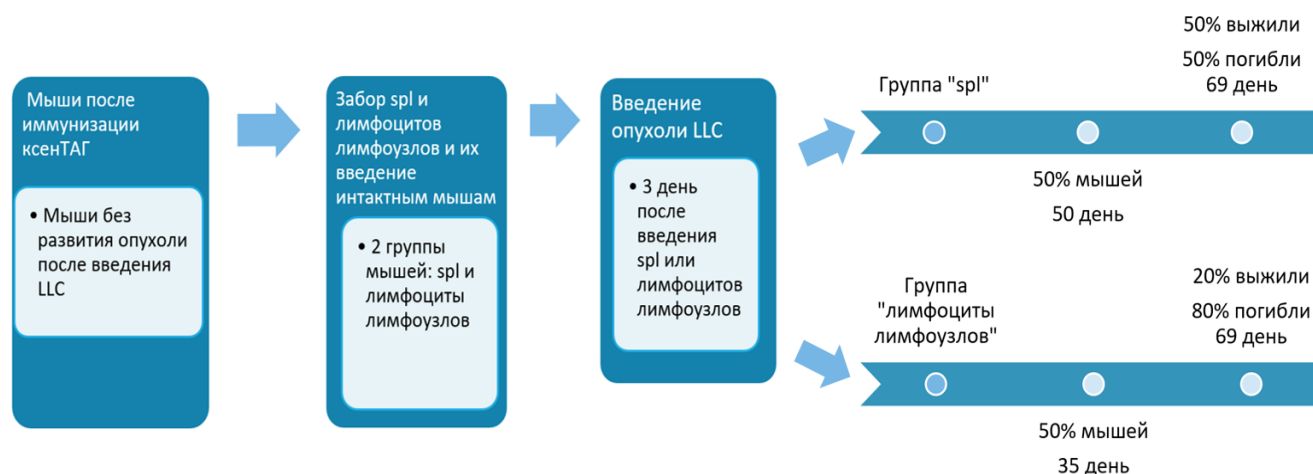 Мыши после
иммунизации
ксенТАГ
• Мыши без
развития опухоли
после введения
LLC
Забор spl и
лимфоцитов
лимфоузлов и их
введение
интактным мышам
• 2 группы
мышей: spl и
лимфоциты
лимфоузлов
Введение
опухоли LLC
• 3 день
после
введения
spl или
лимфоцитов
лимфоузлов
Группа "spl"
50% мышей
50 день
50% выжили
50% погибли
69 день
Группа
"лимфоциты
лимфоузлов"
50% мышей
35 день
20% выжили
80% погибли
69 день